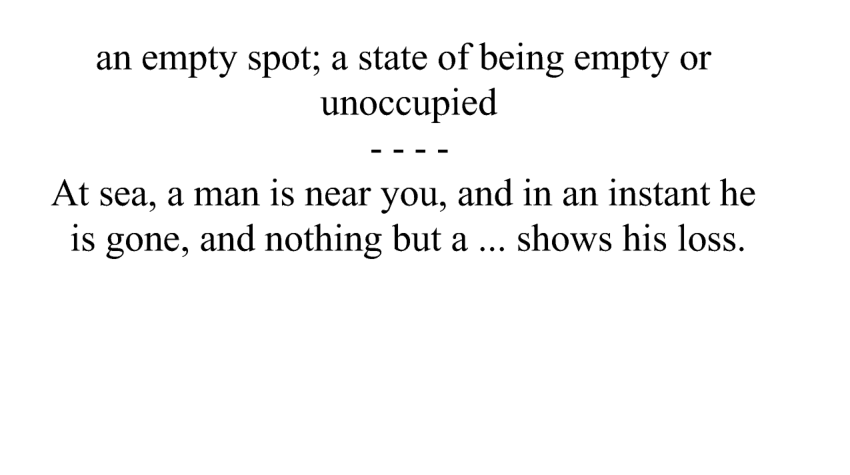 an empty spot; a state of being empty or
unoccupied
- - - -
At sea, a man is near you, and in an instant he
is gone, and nothing but a ... shows his loss.